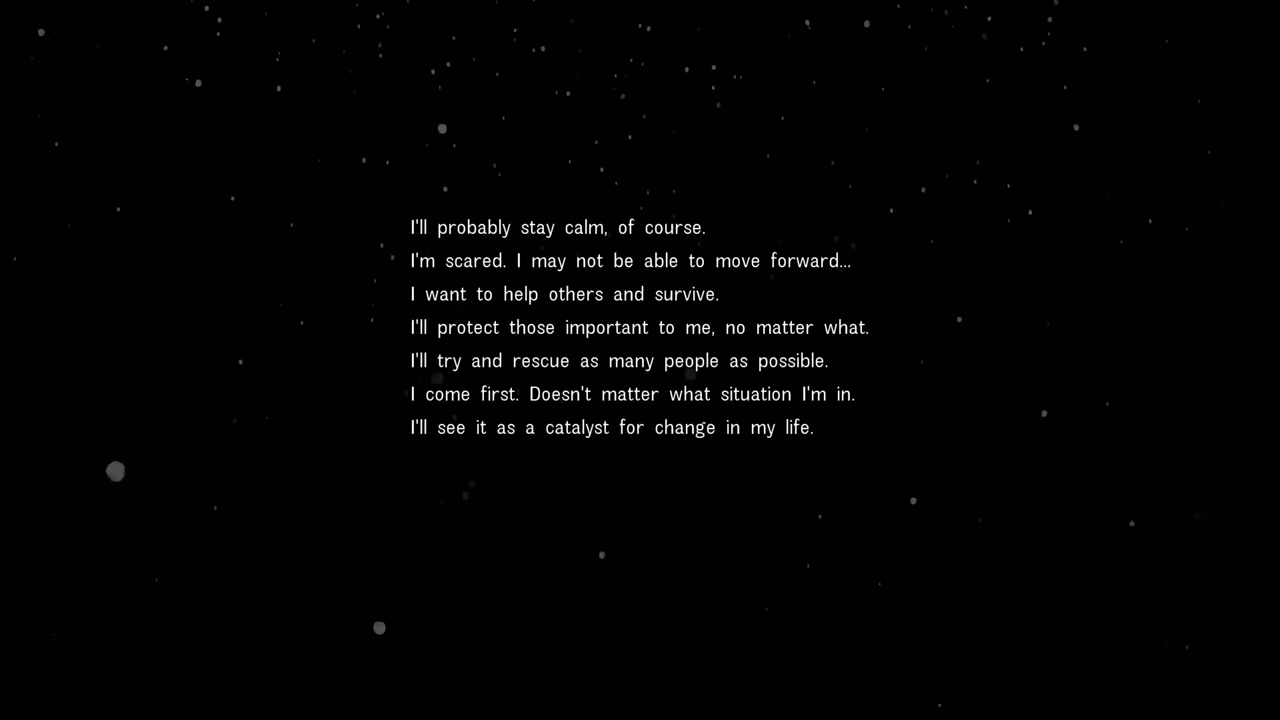 I'll probably stay calm, of course.
I'm scared. I may not be able to move forward...
I want to help others and survive.
I'll protect those important to me, no matter what.
I'll try and rescue as many people as possible.
I come first. Doesn't matter what situation I'm in.
I'll see it as a catalyst for change in my life.